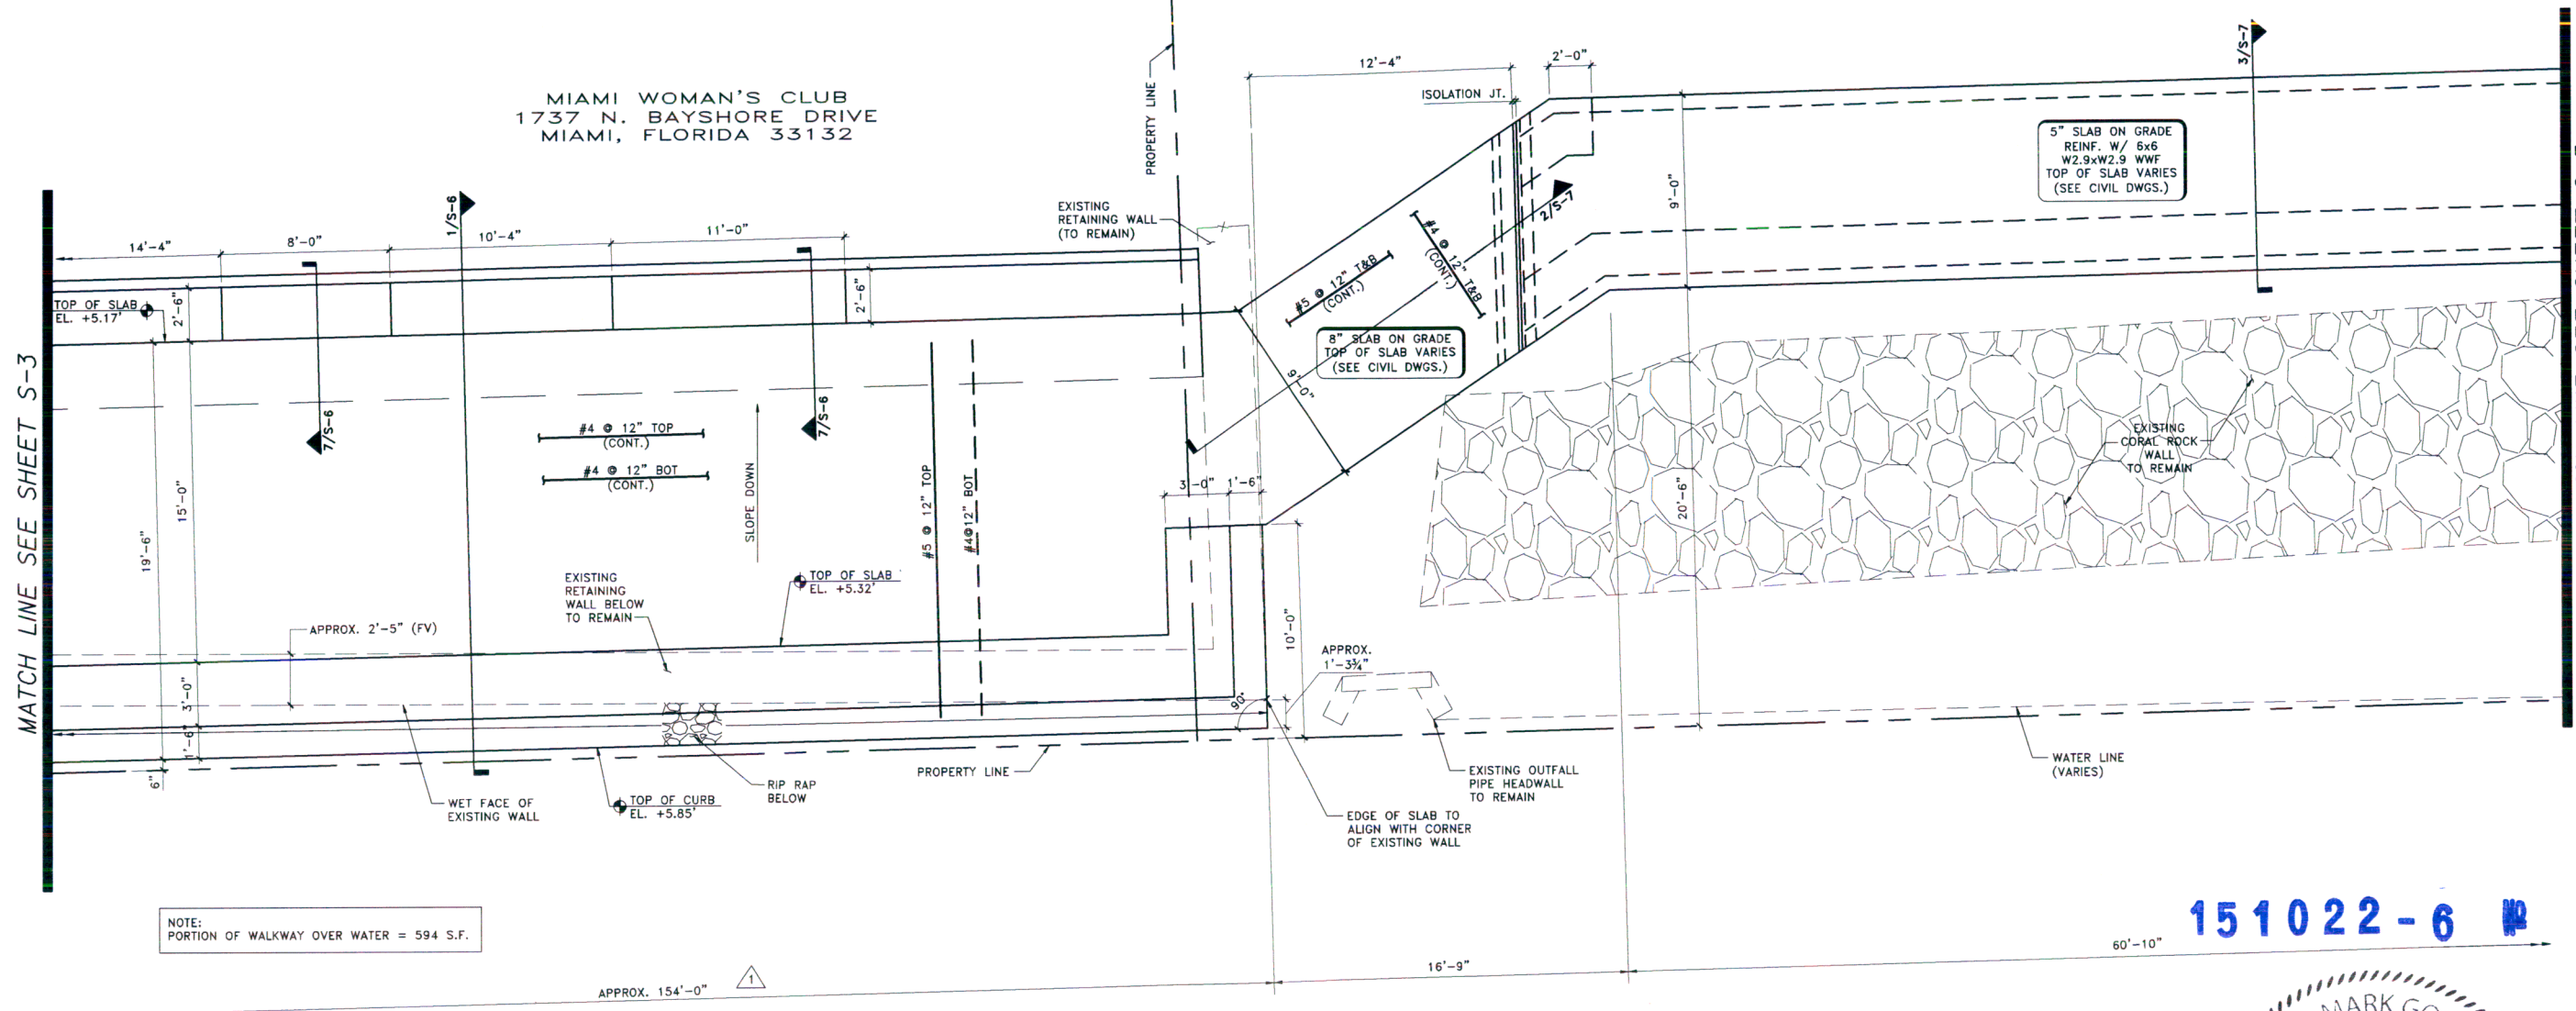 MIAMI WOMAN'S CLUB
1737 N. BAYSHORE DRIVE
MIAMI, FLORIDA 33132
MATCH LINE SEE SHEET S-3
14'-4"
8'-0"
10'-4"
11'-0"
1/S-6
TOP OF SLAB
EL. +5.17'
2'-6"
2'-6"
7/S-6
7/S-6
#4 @ 12" TOP
(CONT.)
#4 @ 12" BOT
(CONT.)
SLOPE DOWN
#5 @ 12" TOP
#4@12" BOT
19'-6"
15'-0"
3'-0"
1'-6"
6"
APPROX. 2'-5" (FV)
EXISTING
RETAINING
WALL BELOW
TO REMAIN
TOP OF SLAB
EL. +5.32'
WET FACE OF
EXISTING WALL
TOP OF CURB
EL. +5.85'
RIP RAP
BELOW
PROPERTY LINE
PROPERTY LINE
EXISTING
RETAINING WALL
(TO REMAIN)
12'-4"
2'-0"
ISOLATION JT.
#5 @ 12" T&B
(CONT.)
#4 @ 12" T&B
(CONT.)
2/S-7
8" SLAB ON GRADE
TOP OF SLAB VARIES
(SEE CIVIL DWGS.)
9'-0"
3'-0"
1'-6"
10'-0"
90°
APPROX.
1'-3¾"
EDGE OF SLAB TO
ALIGN WITH CORNER
OF EXISTING WALL
EXISTING OUTFALL
PIPE HEADWALL
TO REMAIN
9'-0"
20'-6"
5" SLAB ON GRADE
REINF. W/ 6x6
W2.9xW2.9 WWF
TOP OF SLAB VARIES
(SEE CIVIL DWGS.)
3/S-7
EXISTING
CORAL ROCK
WALL
TO REMAIN
WATER LINE
(VARIES)
NOTE:
PORTION OF WALKWAY OVER WATER = 594 S.F.
APPROX. 154'-0"
1
16'-9"
60'-10"
151022-6
MARK GO